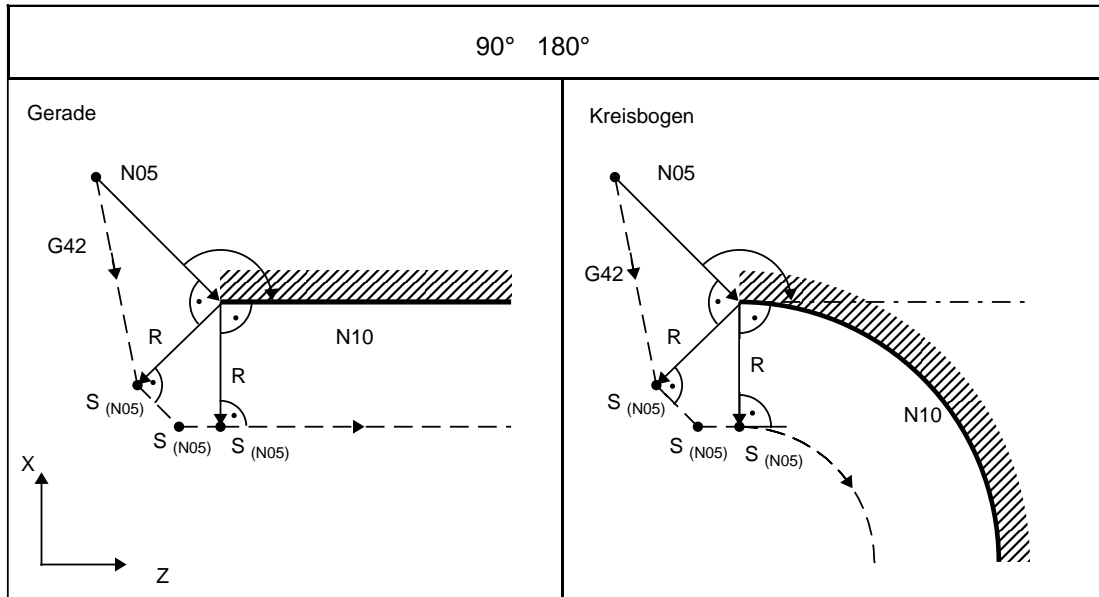 90° 180°
Gerade
N05
G42
R
N10
R
S (N05)
S (N05)
S (N05)
X
Z
Kreisbogen
N05
G42
R
R
N10
S (N05)
S (N05)
S (N05)